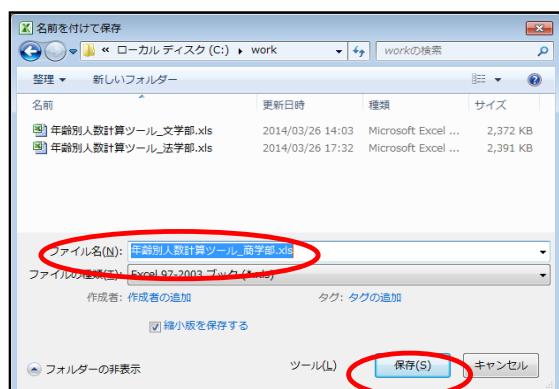 名前を付けて保存
« ローカル ディスク (C:) ▸ work workの検索
整理 ▼ 新しいフォルダー
名前 更新日時 種類 サイズ
年齢別人数計算ツール_文学部.xls 2014/03/26 14:03 Microsoft Excel ... 2,372 KB
年齢別人数計算ツール_法学部.xls 2014/03/26 17:32 Microsoft Excel ... 2,391 KB
ファイル名(N): 年齢別人数計算ツール_商学部.xls
ファイルの種類(T): Excel 97-2003 ブック (*.xls)
作成者: 作成者の追加 タグ: タグの追加
縮小版を保存する
フォルダーの非表示 ツール(L) 保存(S) キャンセル